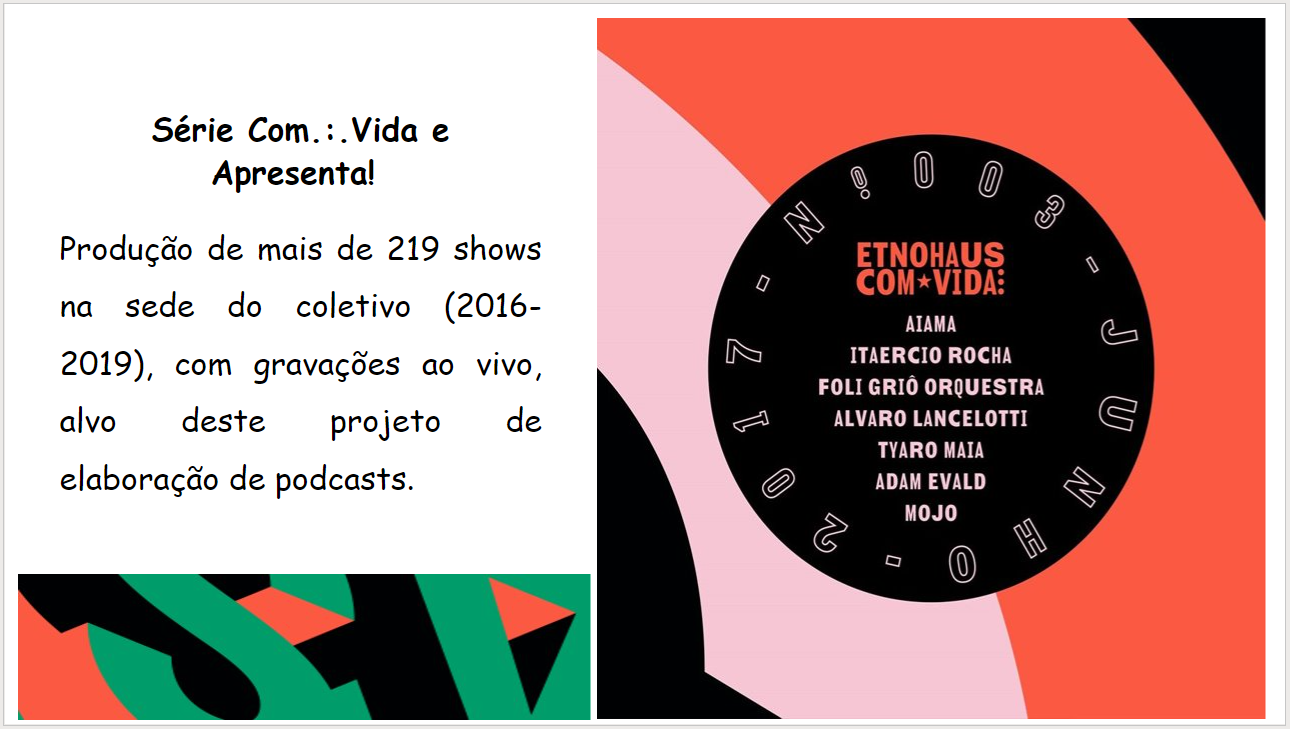 Série Com.:.Vida e
Apresenta!
Produção de mais de 219 shows
na sede do coletivo (2016-
2019), com gravações ao vivo,
alvo deste projeto de
elaboração de podcasts.
Nº 003 - JUNHO - 2017 -
ETNOHAUS
COM★VIDA
AIAMA
ITAERCIO ROCHA
FOLI GRIÔ ORQUESTRA
ALVARO LANCELOTTI
TYARO MAIA
ADAM EVALD
MOJO